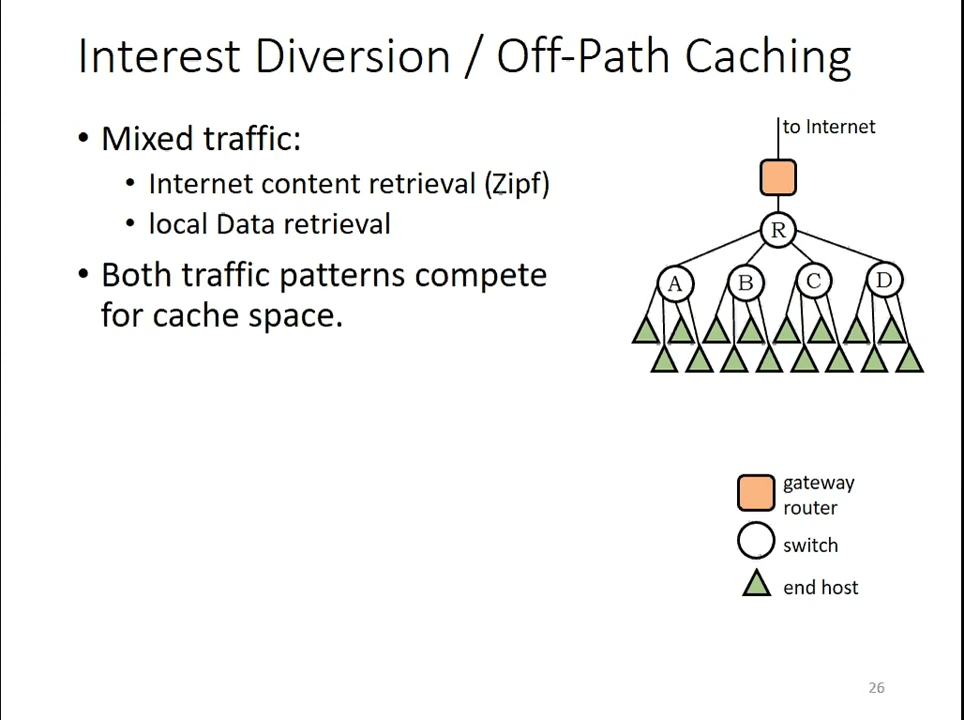 Interest Diversion / Off-Path Caching
• Mixed traffic:
• Internet content retrieval (Zipf)
• local Data retrieval
• Both traffic patterns compete
for cache space.
to Internet
R
A B C D
gateway
router
switch
end host
26